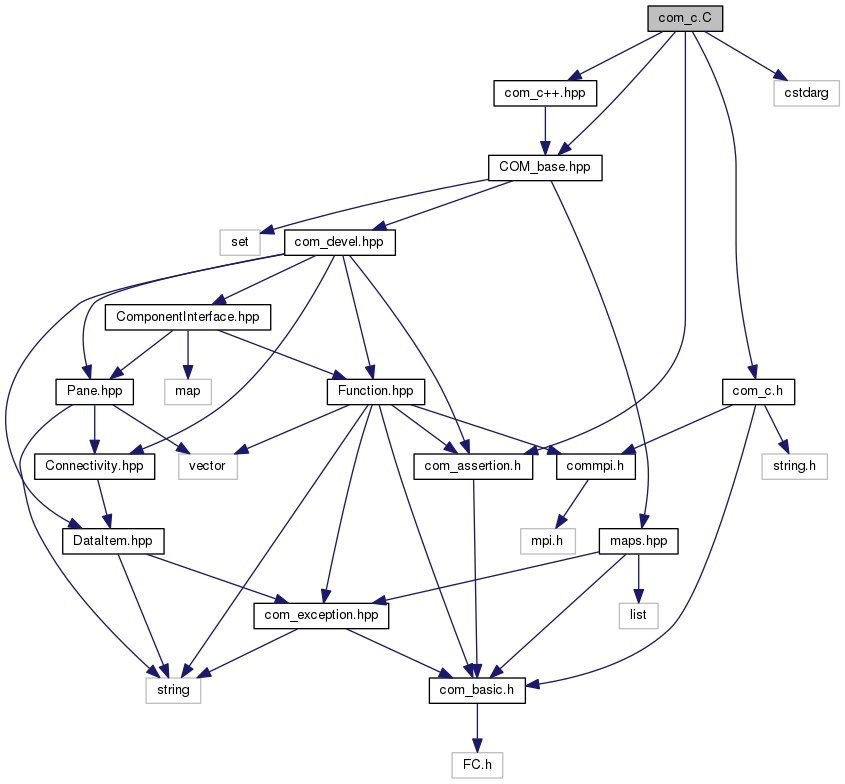 com_c.C
com_c++.hpp
cstdarg
COM_base.hpp
set
com_devel.hpp
ComponentInterface.hpp
Pane.hpp
map
Function.hpp
com_c.h
Connectivity.hpp
vector
com_assertion.h
commpi.h
string.h
DataItem.hpp
mpi.h
maps.hpp
com_exception.hpp
list
string
com_basic.h
FC.h